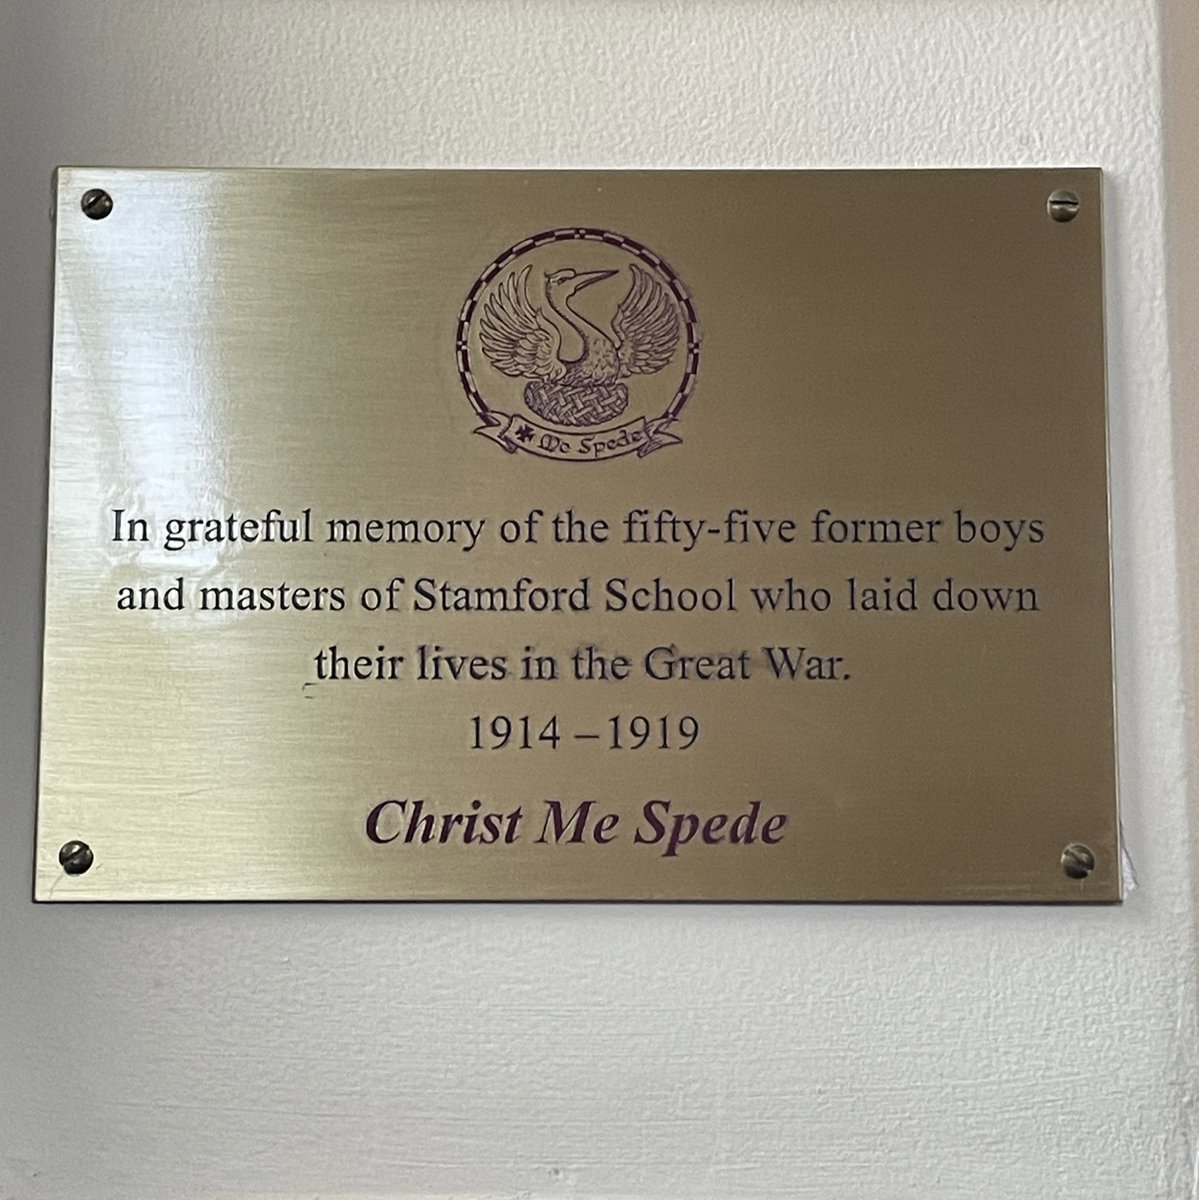 ✠ Me Spede
In grateful memory of the fifty-five former boys
and masters of Stamford School who laid down
their lives in the Great War.
1914 – 1919
Christ Me Spede